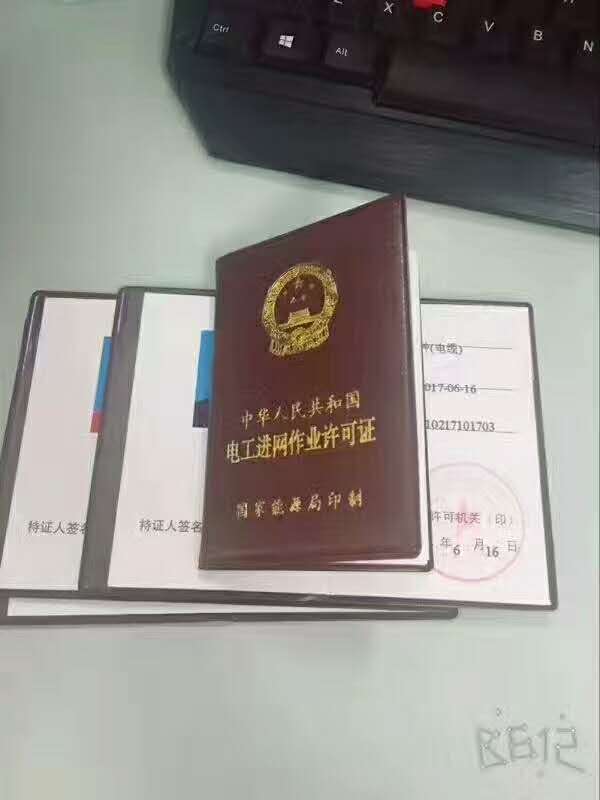 Ctrl
Alt
Z
X
C
V
B
N
中华人民共和国
电工进网作业许可证
国家能源局印制
持证人签名
持证人签名
(电缆)
017-06-16
10217101703
许可机关（印）
年6月16日